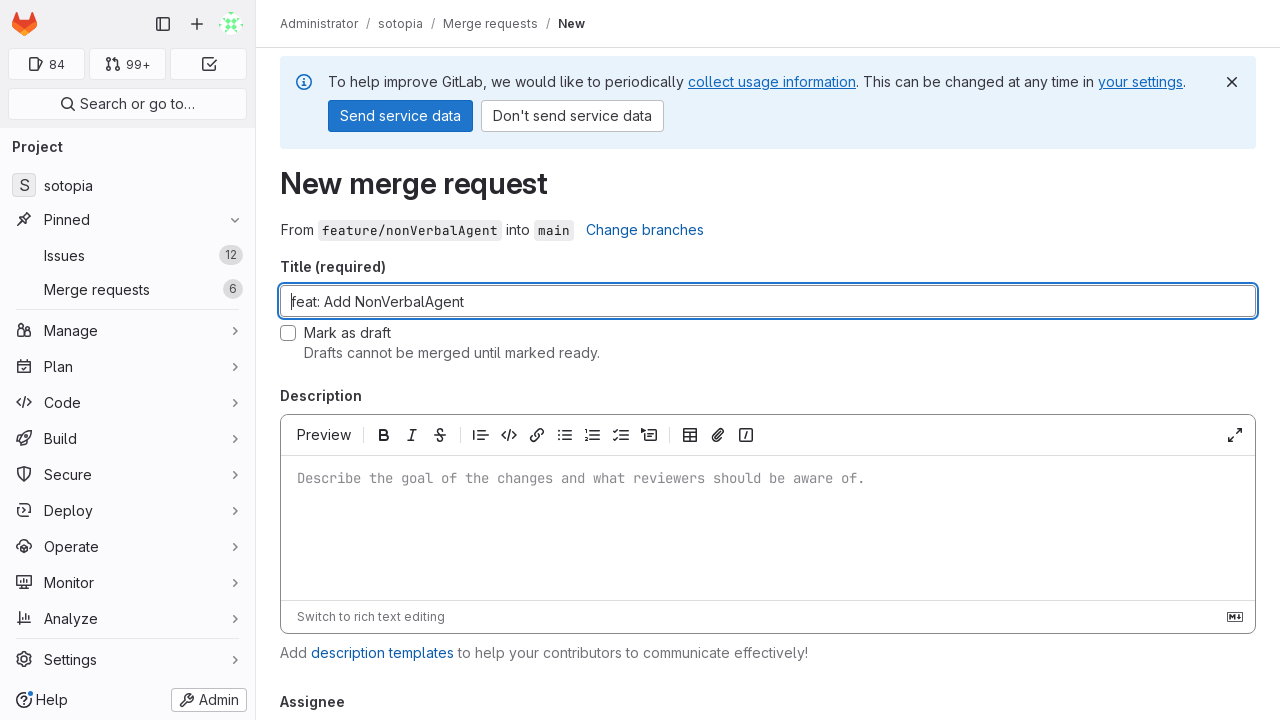 Administrator / sotopia / Merge requests / New
84
99+
Search or go to…
To help improve GitLab, we would like to periodically collect usage information. This can be changed at any time in your settings.
Send service data
Don't send service data
Project
S sotopia
Pinned
Issues 12
Merge requests 6
Manage
Plan
Code
Build
Secure
Deploy
Operate
Monitor
Analyze
Settings
Help
Admin
New merge request
From feature/nonVerbalAgent into main Change branches
Title (required)
feat: Add NonVerbalAgent
Mark as draft
Drafts cannot be merged until marked ready.
Description
Preview
Describe the goal of the changes and what reviewers should be aware of.
Switch to rich text editing
Add description templates to help your contributors to communicate effectively!
Assignee